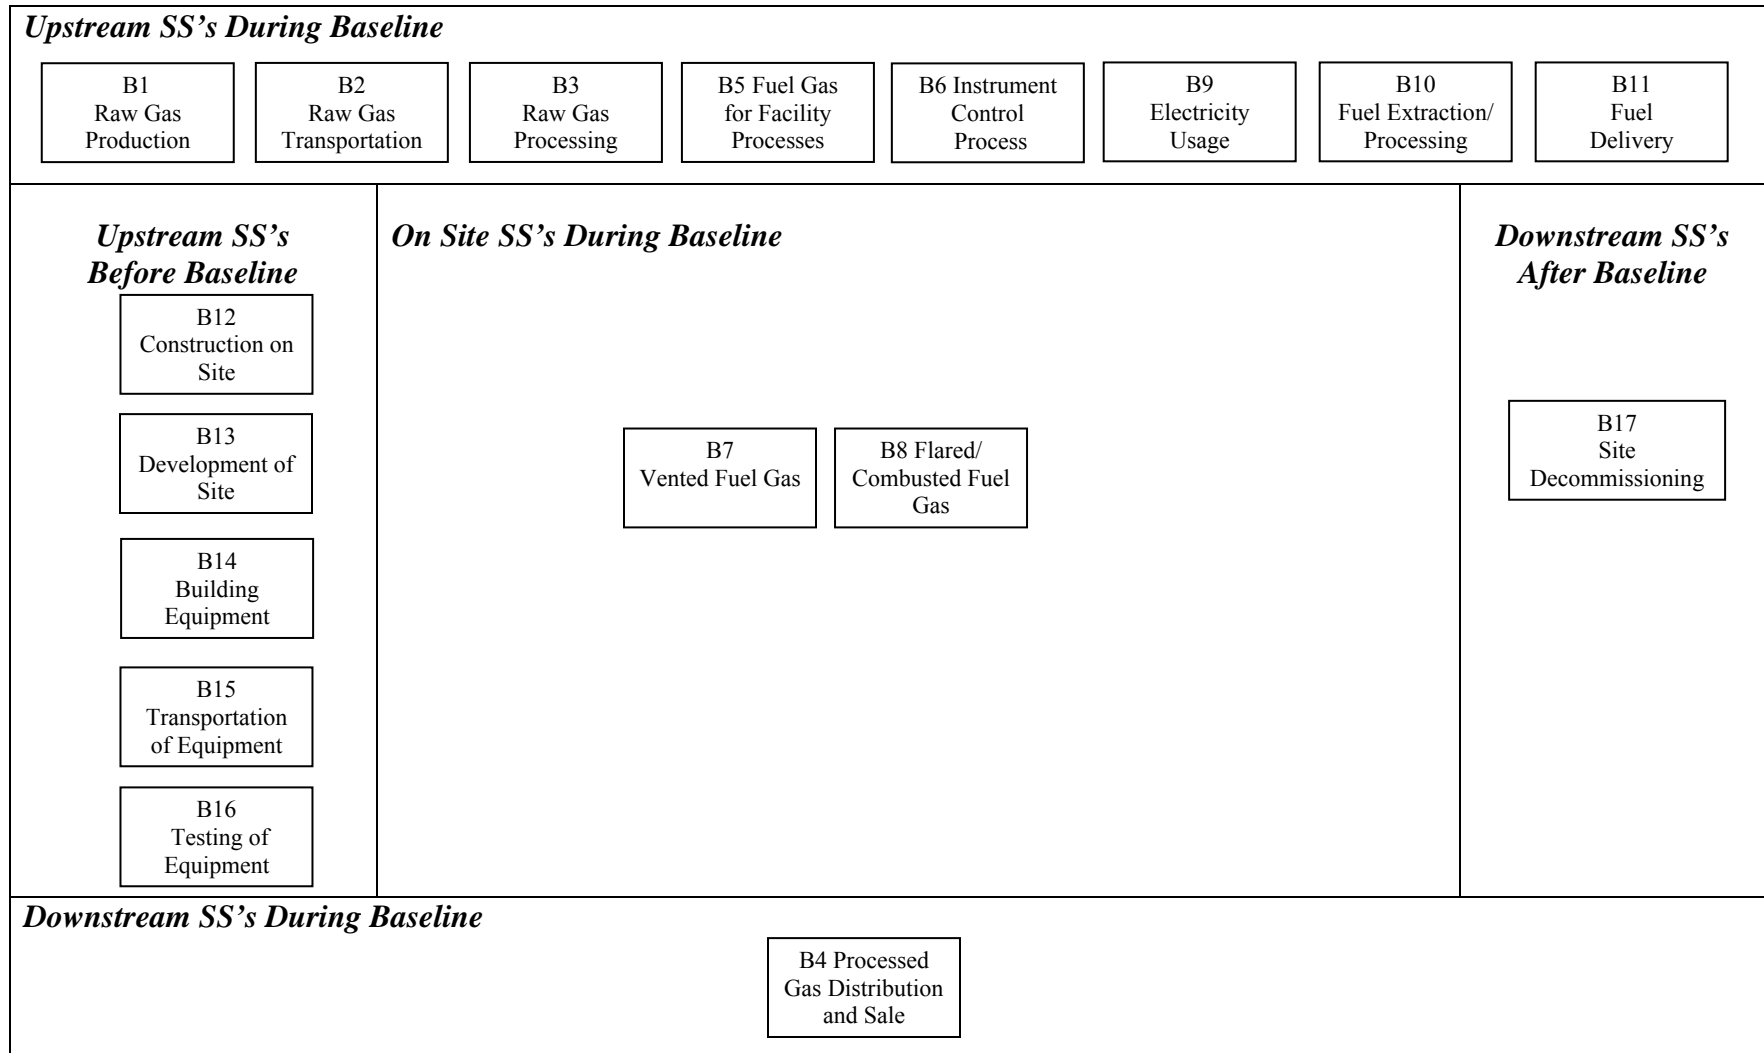 Upstream SS’s During Baseline
B1
Raw Gas
Production
B2
Raw Gas
Transportation
B3
Raw Gas
Processing
B5 Fuel Gas
for Facility
Processes
B6 Instrument
Control
Process
B9
Electricity
Usage
B10
Fuel Extraction/
Processing
B11
Fuel
Delivery
Upstream SS’s
Before Baseline
B12
Construction on
Site
B13
Development of
Site
B14
Building
Equipment
B15
Transportation
of Equipment
B16
Testing of
Equipment
On Site SS’s During Baseline
B7
Vented Fuel Gas
B8 Flared/
Combusted Fuel
Gas
Downstream SS’s
After Baseline
B17
Site
Decommissioning
Downstream SS’s During Baseline
B4 Processed
Gas Distribution
and Sale